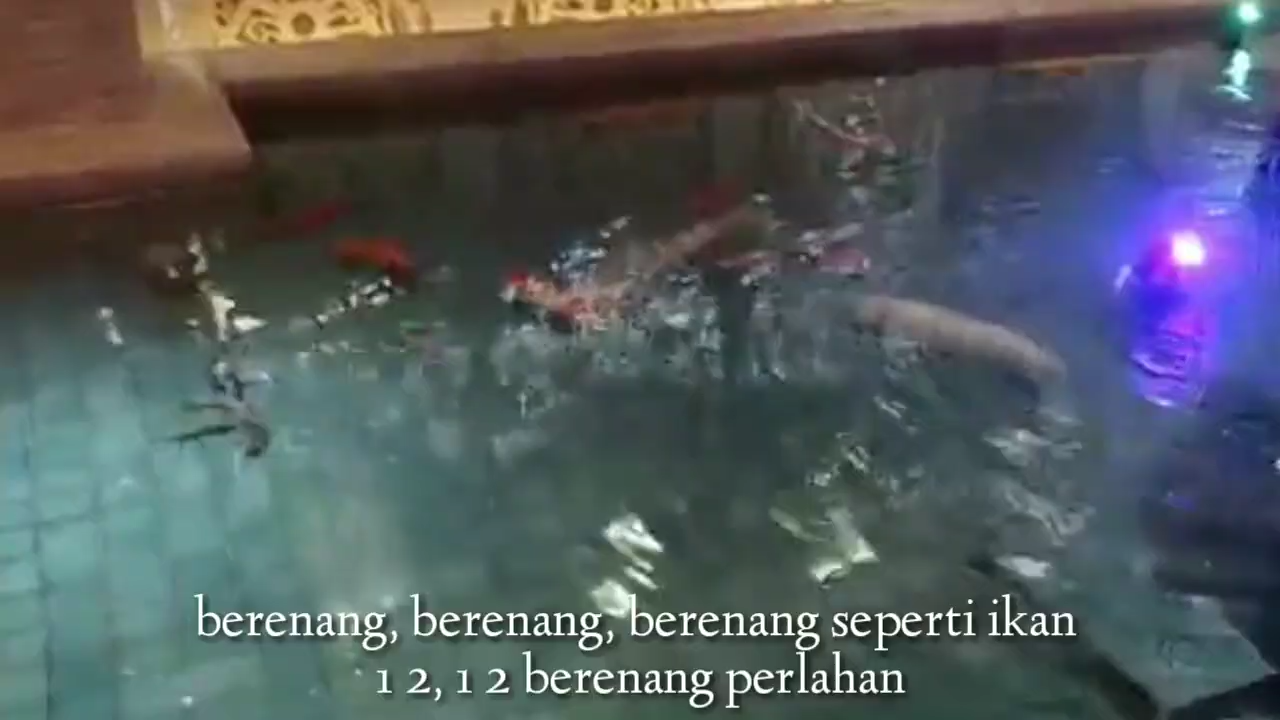 berenang, berenang, berenang seperti ikan
1 2, 1 2 berenang perlahan